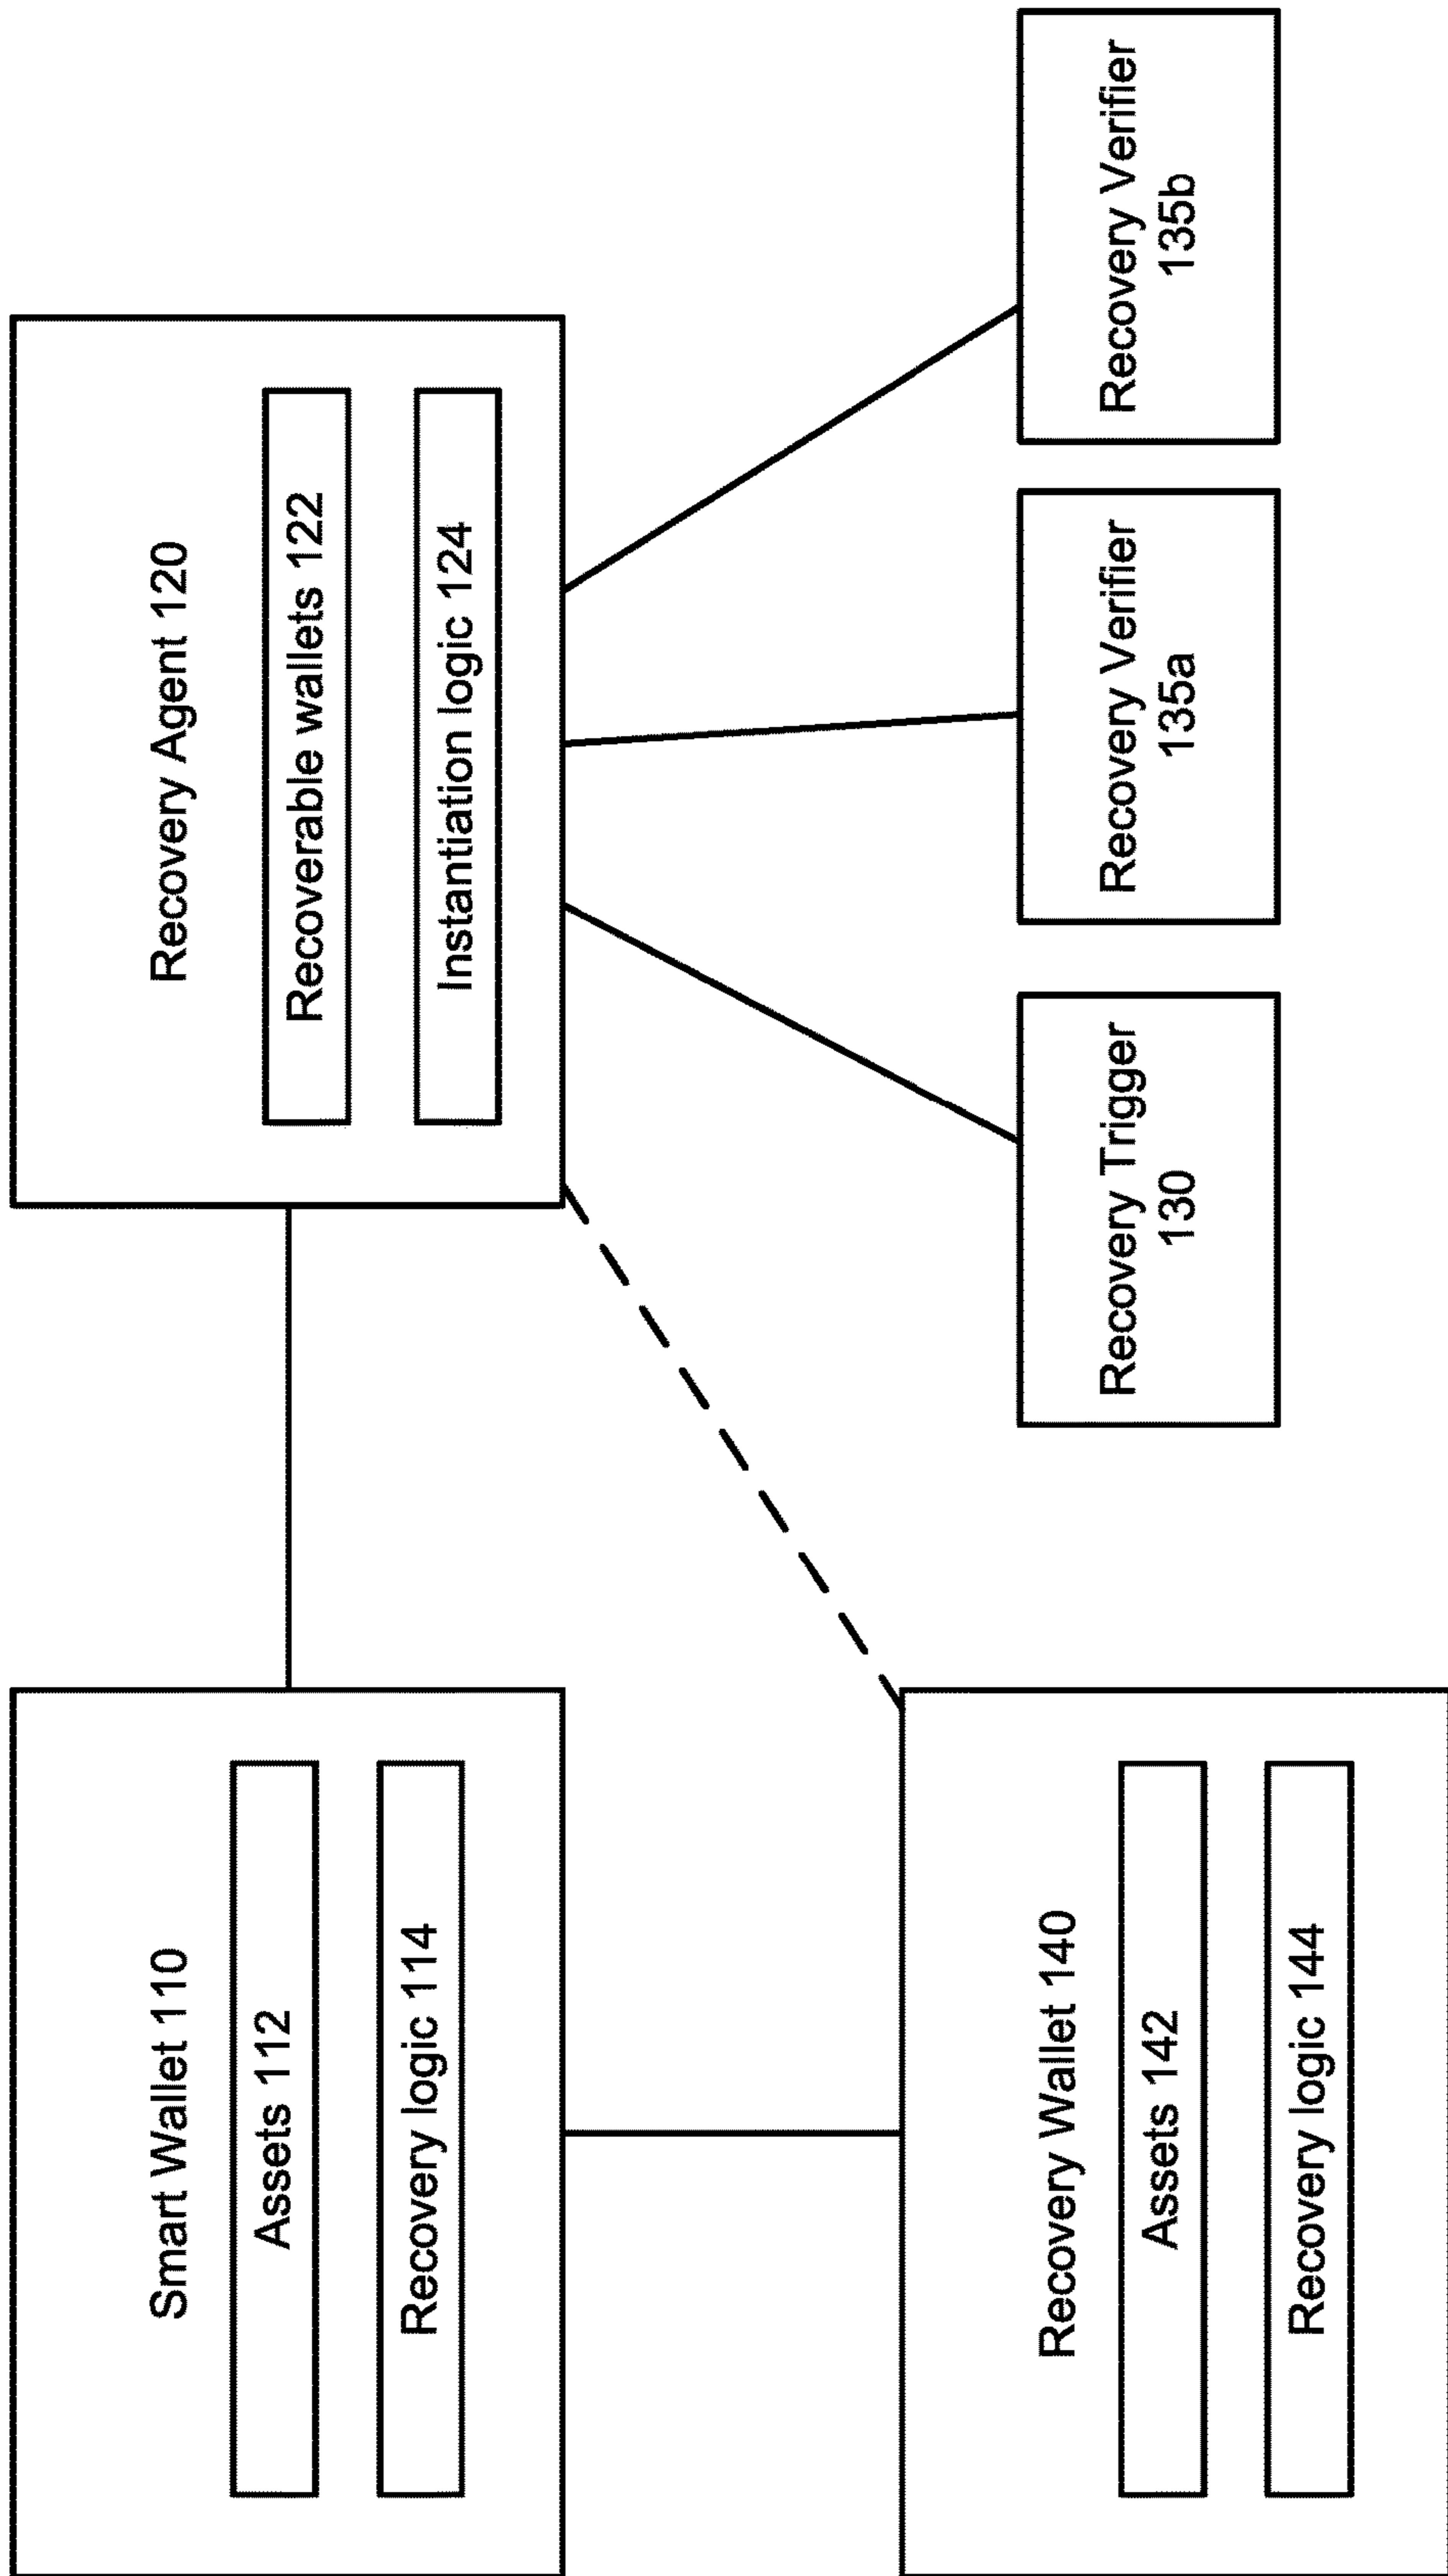 Smart Wallet 110
Assets 112
Recovery logic 114
Recovery Agent 120
Recoverable wallets 122
Instantiation logic 124
Recovery Wallet 140
Assets 142
Recovery logic 144
Recovery Trigger
130
Recovery Verifier
135a
Recovery Verifier
135b